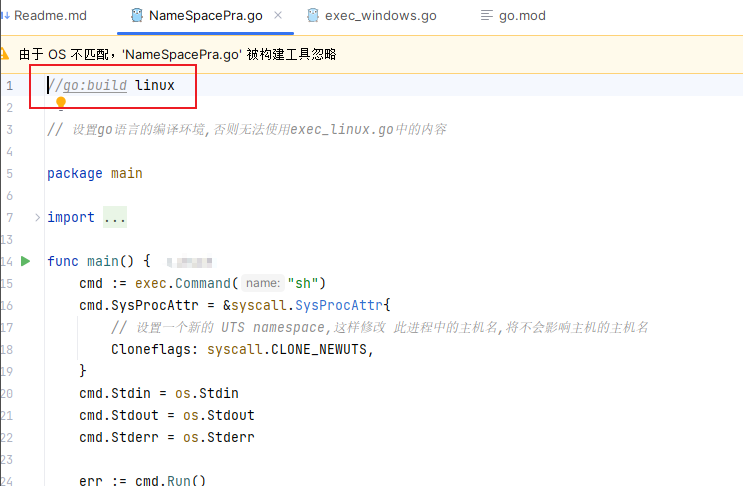 Readme.md NameSpacePra.go exec_windows.go go.mod
由于 OS 不匹配，'NameSpacePra.go' 被构建工具忽略
1 //go:build linux
2
3 // 设置go语言的编译环境,否则无法使用exec_linux.go中的内容
4
5 package main
6
7 import ...
13
14 func main() {
15 cmd := exec.Command( name: "sh")
16 cmd.SysProcAttr = &syscall.SysProcAttr{
17 // 设置一个新的 UTS namespace,这样修改 此进程中的主机名,将不会影响主机的主机名
18 Cloneflags: syscall.CLONE_NEWUTS,
19 }
20 cmd.Stdin = os.Stdin
21 cmd.Stdout = os.Stdout
22 cmd.Stderr = os.Stderr
23
24 err := cmd.Run()